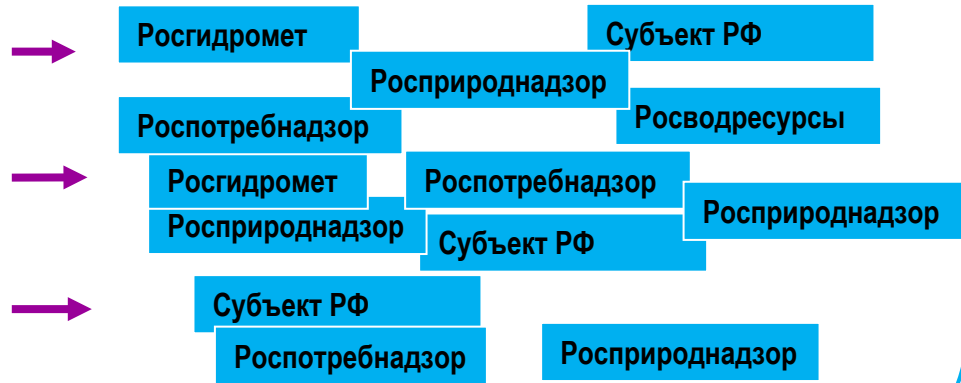 Росгидромет
Субъект РФ
Росприроднадзор
Роспотребнадзор
Росводресурсы
Росгидромет
Роспотребнадзор
Росприроднадзор
Росприроднадзор
Субъект РФ
Субъект РФ
Роспотребнадзор
Росприроднадзор